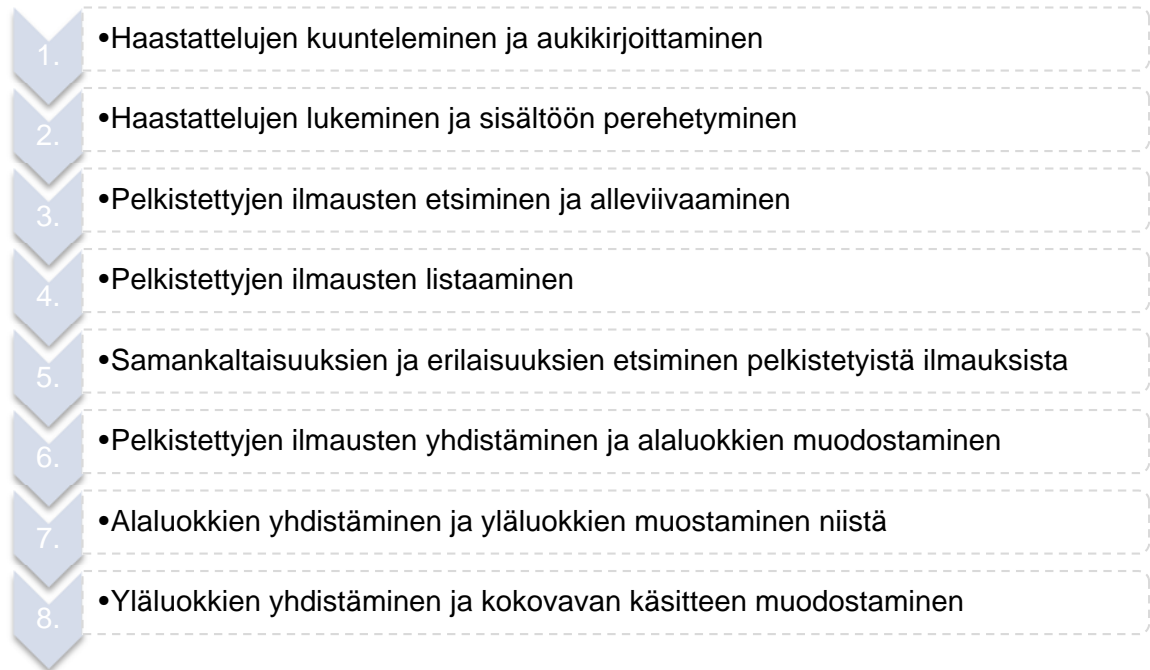 1. •Haastattelujen kuunteleminen ja aukikirjoittaminen
2. •Haastattelujen lukeminen ja sisältöön perehetyminen
3. •Pelkistettyjen ilmausten etsiminen ja alleviivaaminen
4. •Pelkistettyjen ilmausten listaaminen
5. •Samankaltaisuuksien ja erilaisuuksien etsiminen pelkistetyistä ilmauksista
6. •Pelkistettyjen ilmausten yhdistäminen ja alaluokkien muodostaminen
7. •Alaluokkien yhdistäminen ja yläluokkien muostaminen niistä
8. •Yläluokkien yhdistäminen ja kokovavan käsitteen muodostaminen